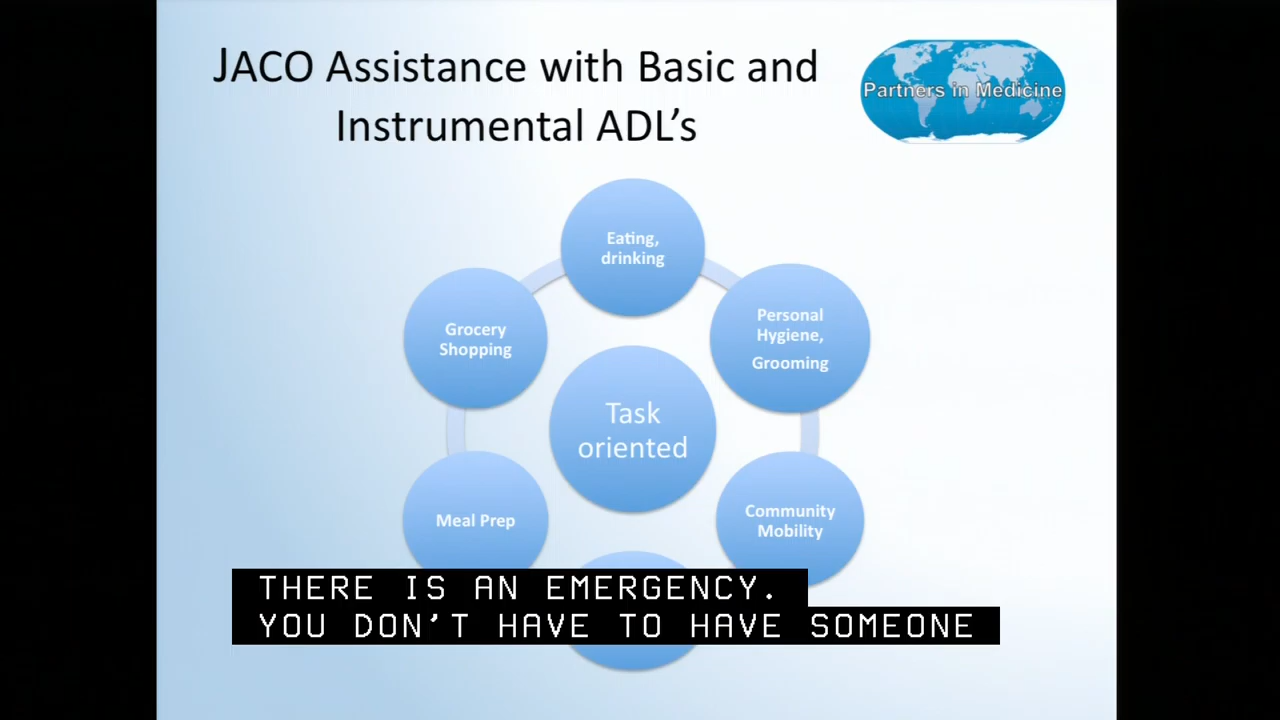 JACO Assistance with Basic and
Instrumental ADL's
Partners in Medicine
Eating,
drinking
Personal
Hygiene,
Grooming
Grocery
Shopping
Task
oriented
Community
Mobility
Meal Prep
THERE IS AN EMERGENCY.
YOU DON'T HAVE TO HAVE SOMEONE